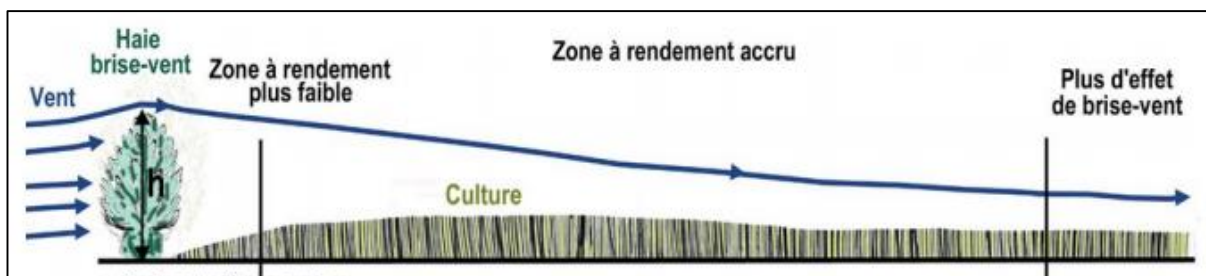 Haie
brise-vent
Vent
Zone à rendement
plus faible
Zone à rendement accru
Plus d'effet
de brise-vent
h
Culture